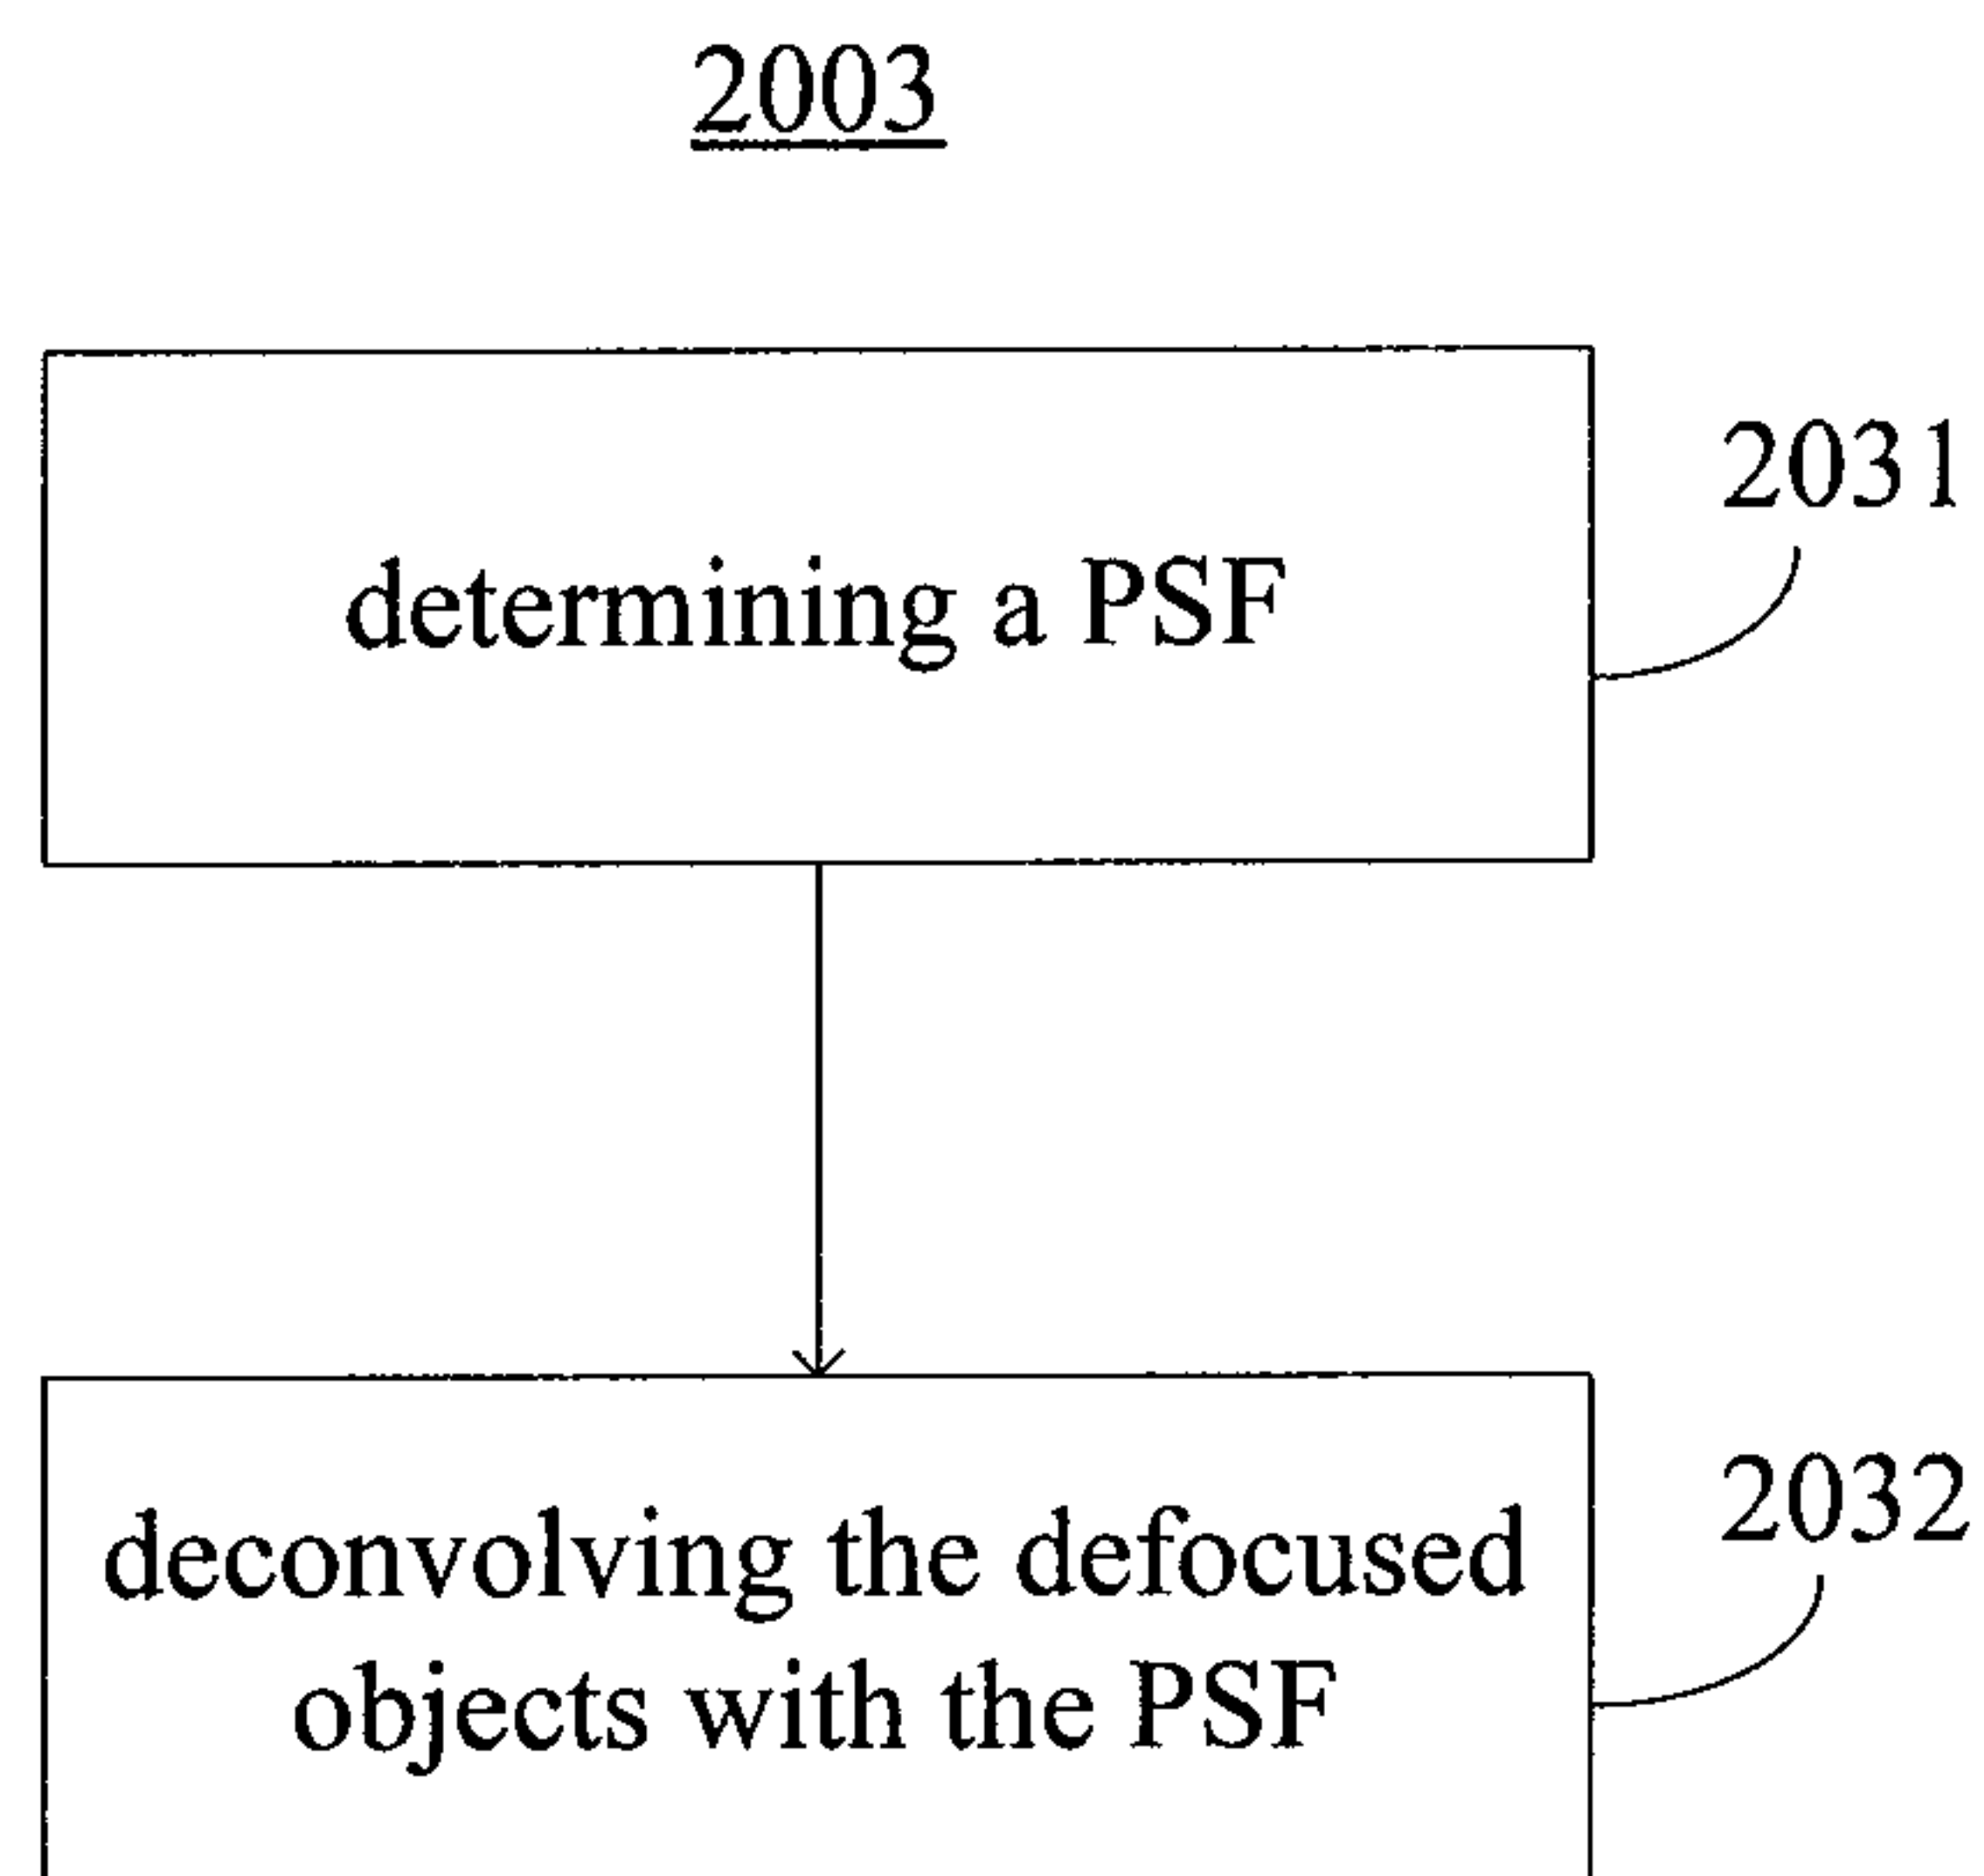 2003
2031
determining a PSF
2032
deconvolving the defocused
objects with the PSF